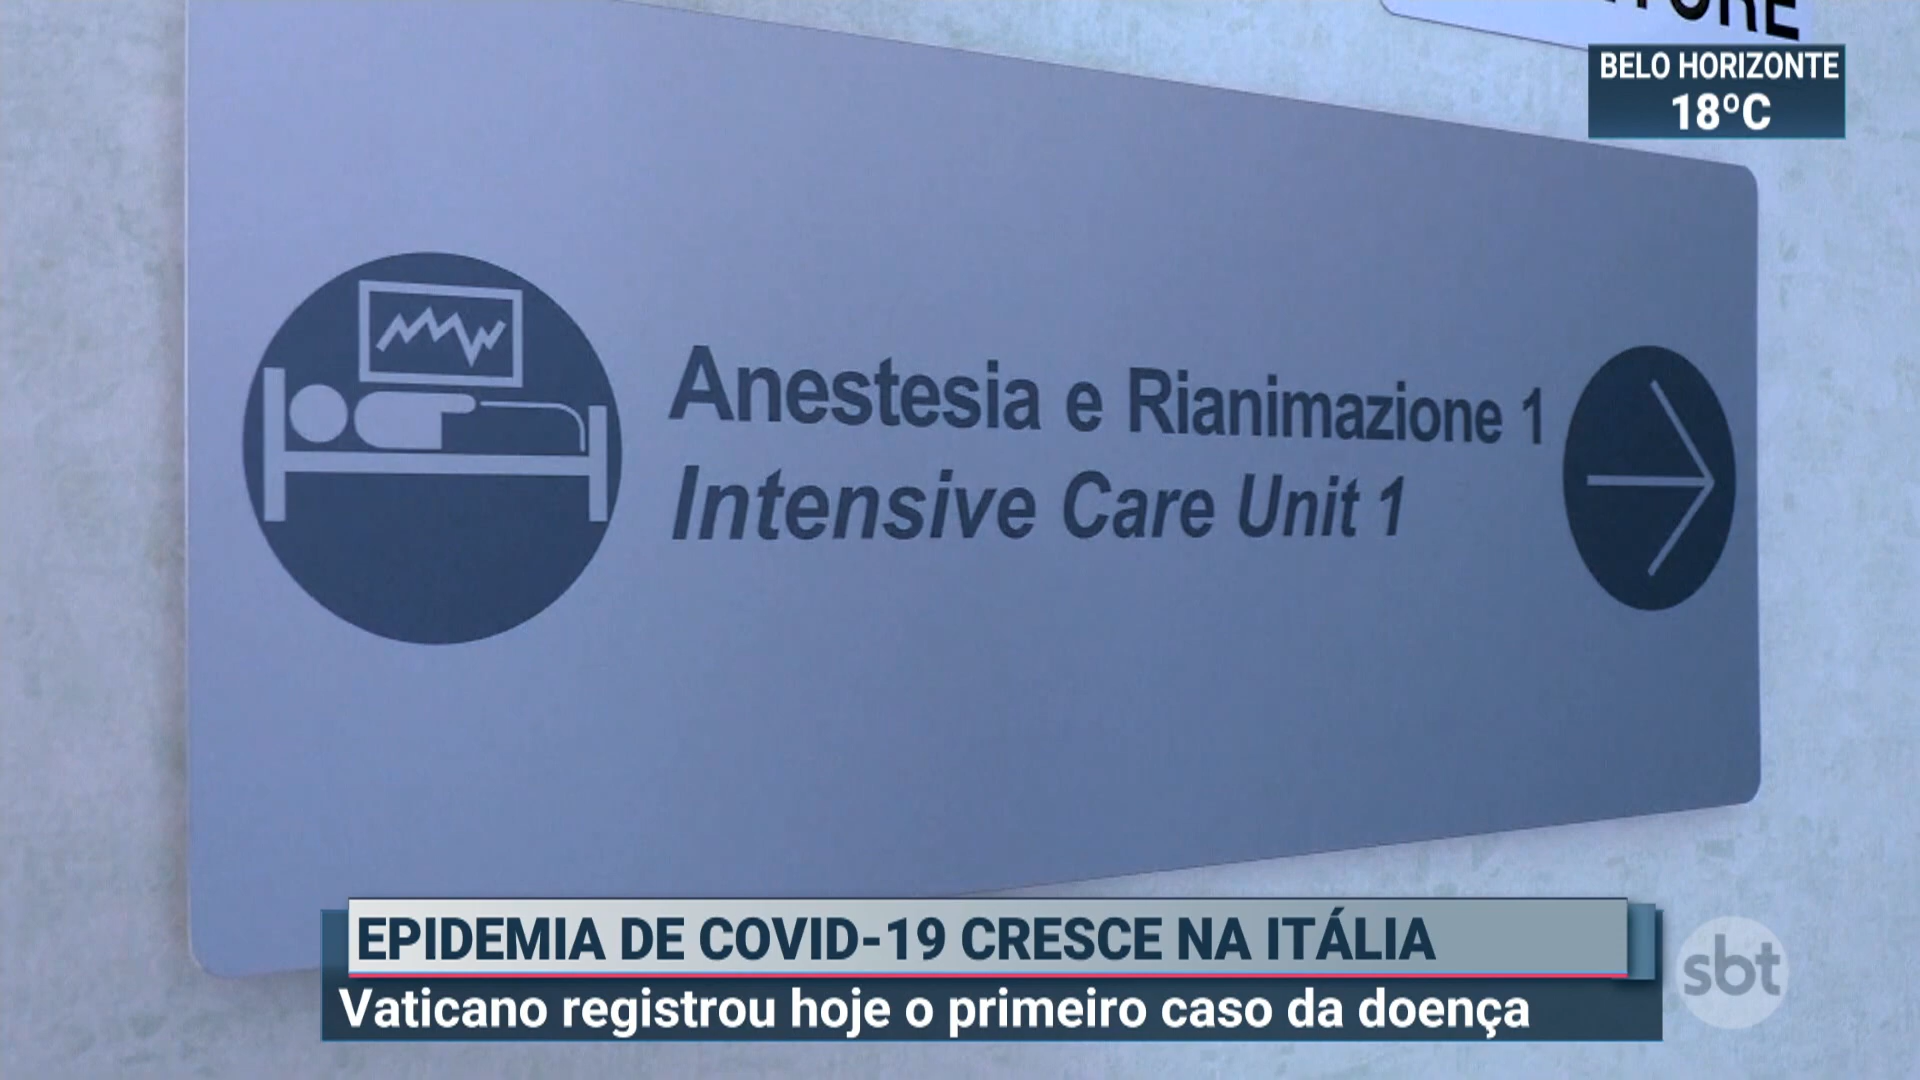 BELO HORIZONTE
18ºC
Anestesia e Rianimazione 1
Intensive Care Unit 1
EPIDEMIA DE COVID-19 CRESCE NA ITÁLIA
Vaticano registrou hoje o primeiro caso da doença
sbt